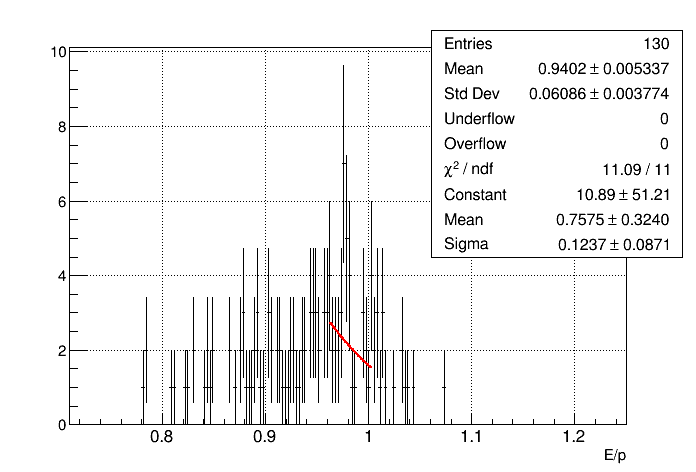 Entries 130
Mean 0.9402 ± 0.005337
Std Dev 0.06086 ± 0.003774
Underflow 0
Overflow 0
χ² / ndf 11.09 / 11
Constant 10.89 ± 51.21
Mean 0.7575 ± 0.3240
Sigma 0.1237 ± 0.0871
10
8
6
4
2
0
0.8 0.9 1 1.1 1.2
E/p